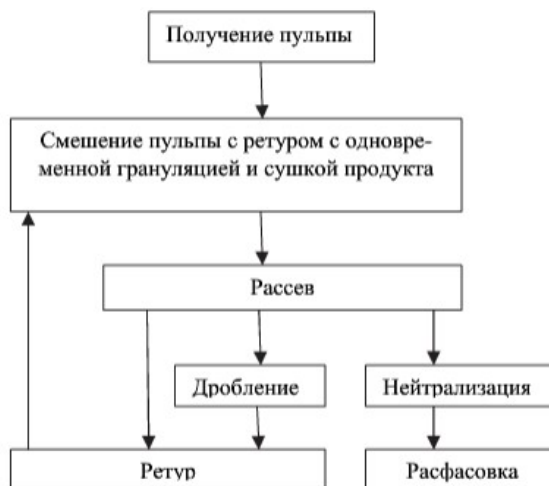 Получение пульпы
Смешение пульпы с ретуром с одновре-
менной грануляцией и сушкой продукта
Рассев
Дробление
Нейтрализация
Ретур
Расфасовка